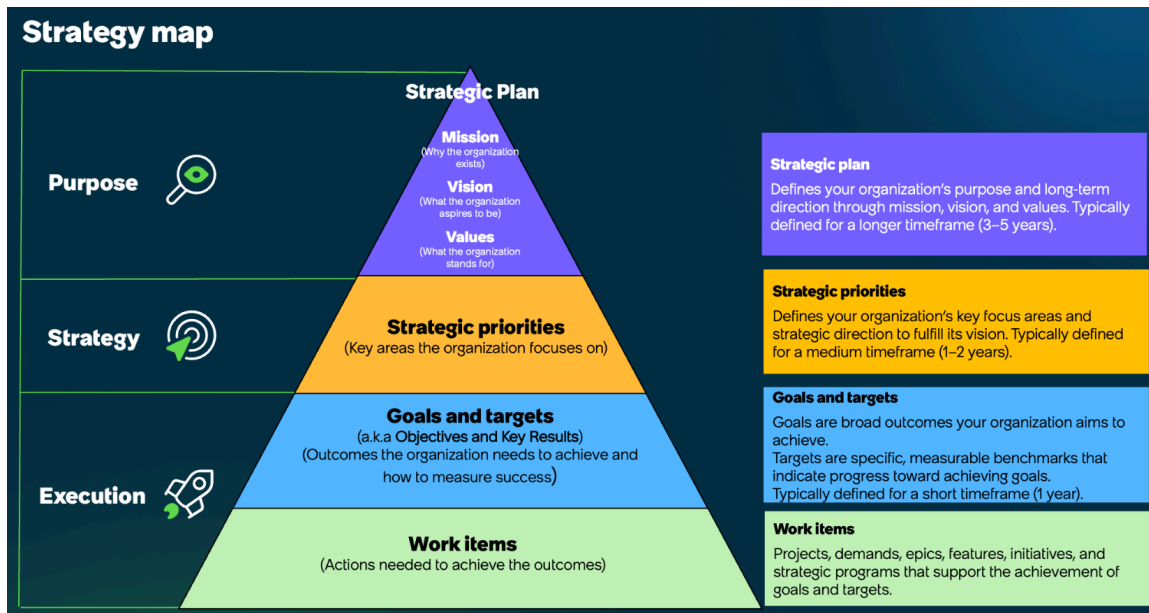 Strategy map
Purpose
Strategy
Execution
Strategic Plan
Mission
(Why the organization
exists)
Vision
(What the organization
aspires to be)
Values
(What the organization
stands for)
Strategic priorities
(Key areas the organization focuses on)
Goals and targets
(a.k.a Objectives and Key Results)
(Outcomes the organization needs to achieve and
how to measure success)
Work items
(Actions needed to achieve the outcomes)
Strategic plan
Defines your organization's purpose and long-term
direction through mission, vision, and values. Typically
defined for a longer timeframe (3–5 years).
Strategic priorities
Defines your organization's key focus areas and
strategic direction to fulfill its vision. Typically defined
for a medium timeframe (1–2 years).
Goals and targets
Goals are broad outcomes your organization aims to
achieve.
Targets are specific, measurable benchmarks that
indicate progress toward achieving goals.
Typically defined for a short timeframe (1 year).
Work items
Projects, demands, epics, features, initiatives, and
strategic programs that support the achievement of
goals and targets.